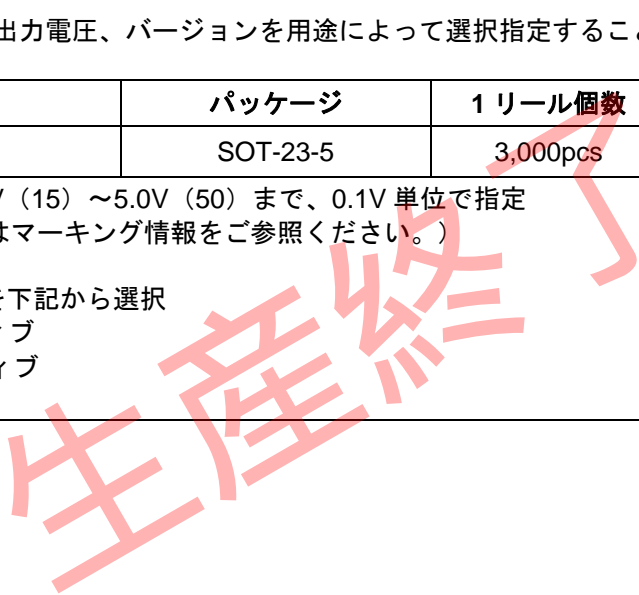 出力電圧、バージョンを用途によって選択指定するこ
パッケージ 1 リール個数
SOT-23-5 3,000pcs
（15）～5.0V（50）まで、0.1V 単位で指定
はマーキング情報をご参照ください。）
を下記から選択
ィブ
ィブ
生産終了